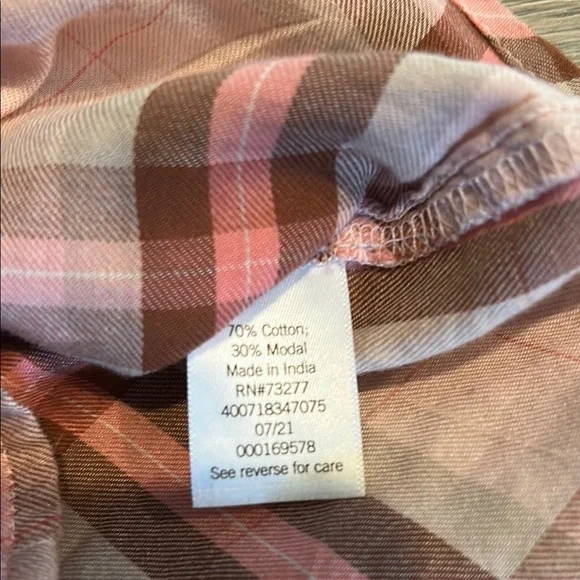 70% Cotton;
30% Modal
Made in India
RN#73277
400718347075
07/21
000169578
See reverse for care